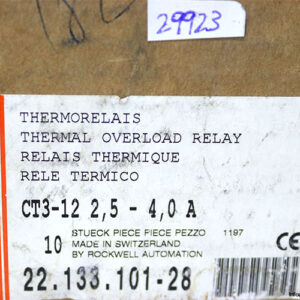 29923
THERMORELAIS
THERMAL OVERLOAD RELAY
RELAIS THERMIQUE
RELE TERMICO
CT3-12 2,5 - 4,0 A
10 STUECK PIECE PIECE PEZZO 1197
MADE IN SWITZERLAND
BY ROCKWELL AUTOMATION
CE
22.133.101-28